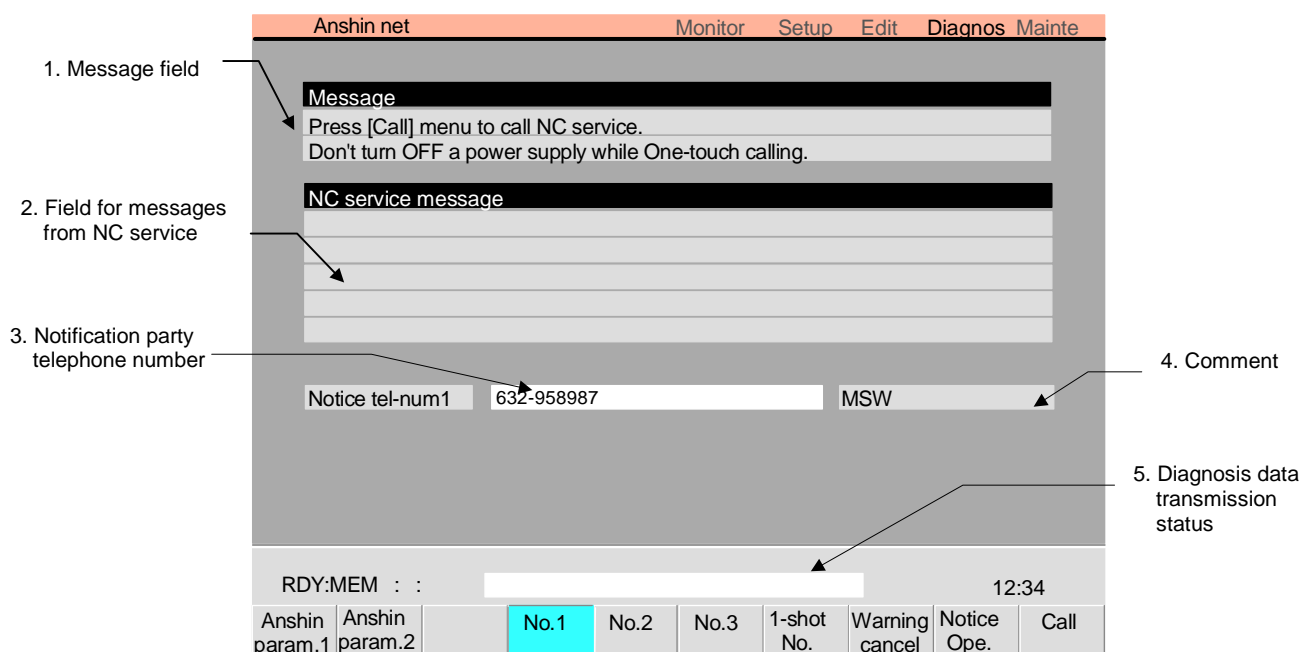 Anshin net Monitor Setup Edit Diagnos Mainte
1. Message field
Message
Press [Call] menu to call NC service.
Don't turn OFF a power supply while One-touch calling.
NC service message
2. Field for messages
from NC service
3. Notification party
telephone number
4. Comment
Notice tel-num1 632-958987 MSW
5. Diagnosis data
transmission
status
RDY:MEM : : 12:34
Anshin
param.1
Anshin
param.2
No.1
No.2
No.3
1-shot
No.
Warning
cancel
Notice
Ope.
Call